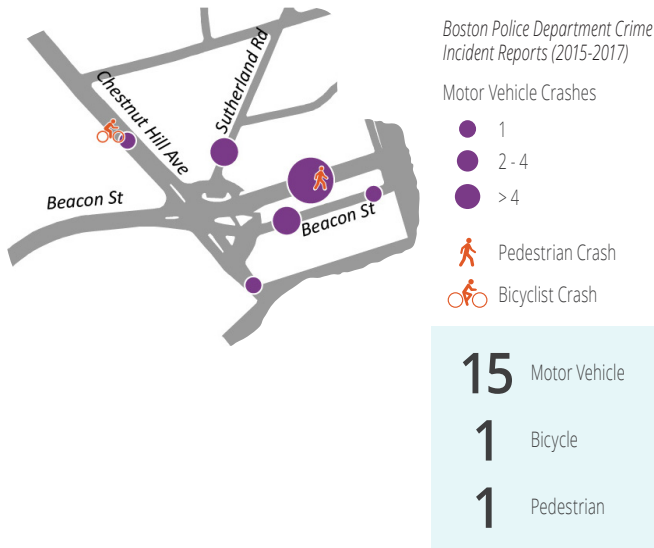 Boston Police Department Crime
Incident Reports (2015-2017)
Motor Vehicle Crashes
1
2 - 4
> 4
Pedestrian Crash
Bicyclist Crash
15 Motor Vehicle
1 Bicycle
1 Pedestrian
Sutherland Rd
Chestnut Hill Ave
Beacon St
Beacon St